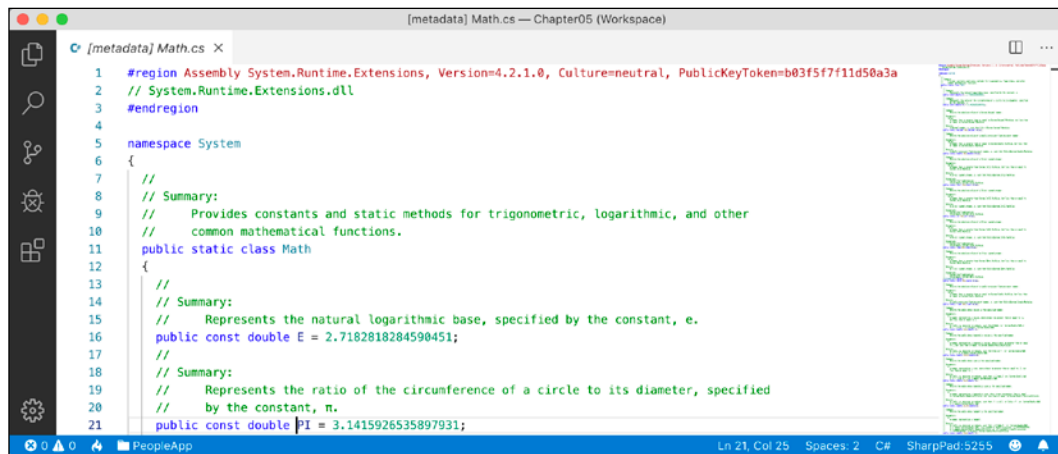 [metadata] Math.cs — Chapter05 (Workspace)
[metadata] Math.cs ×
1 #region Assembly System.Runtime.Extensions, Version=4.2.1.0, Culture=neutral, PublicKeyToken=b03f5f7f11d50a3a
2 // System.Runtime.Extensions.dll
3 #endregion
4
5 namespace System
6 {
7 //
8 // Summary:
9 // Provides constants and static methods for trigonometric, logarithmic, and other
10 // common mathematical functions.
11 public static class Math
12 {
13 //
14 // Summary:
15 // Represents the natural logarithmic base, specified by the constant, e.
16 public const double E = 2.7182818284590451;
17 //
18 // Summary:
19 // Represents the ratio of the circumference of a circle to its diameter, specified
20 // by the constant, π.
21 public const double PI = 3.1415926535897931;
0 0 PeopleApp Ln 21, Col 25 Spaces: 2 C# SharpPad:5255